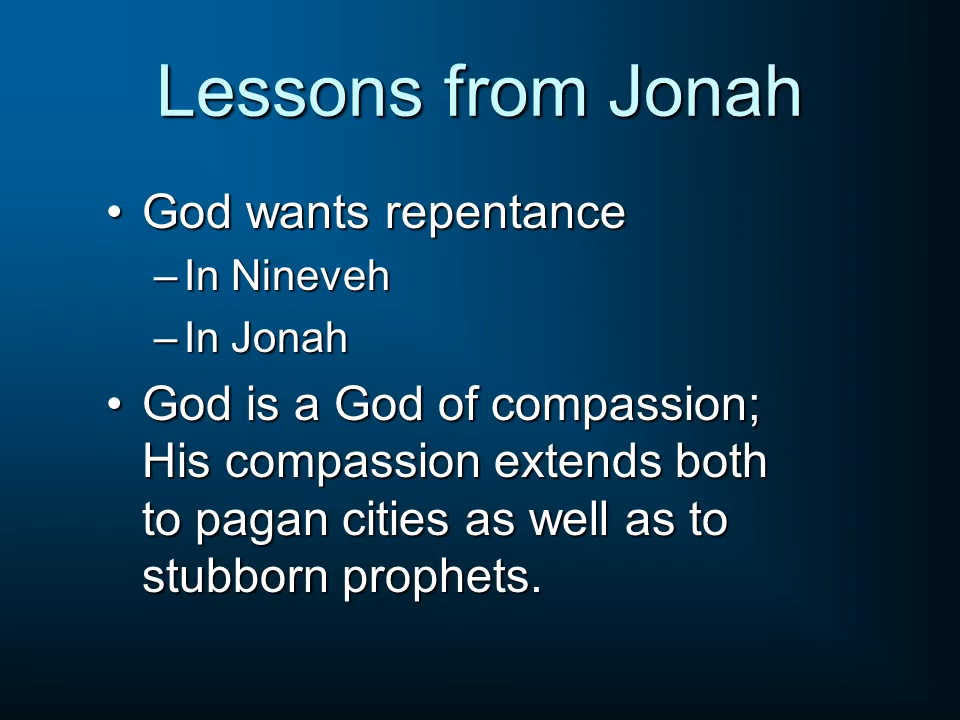 Lessons from Jonah
• God wants repentance
– In Nineveh
– In Jonah
• God is a God of compassion;
His compassion extends both
to pagan cities as well as to
stubborn prophets.